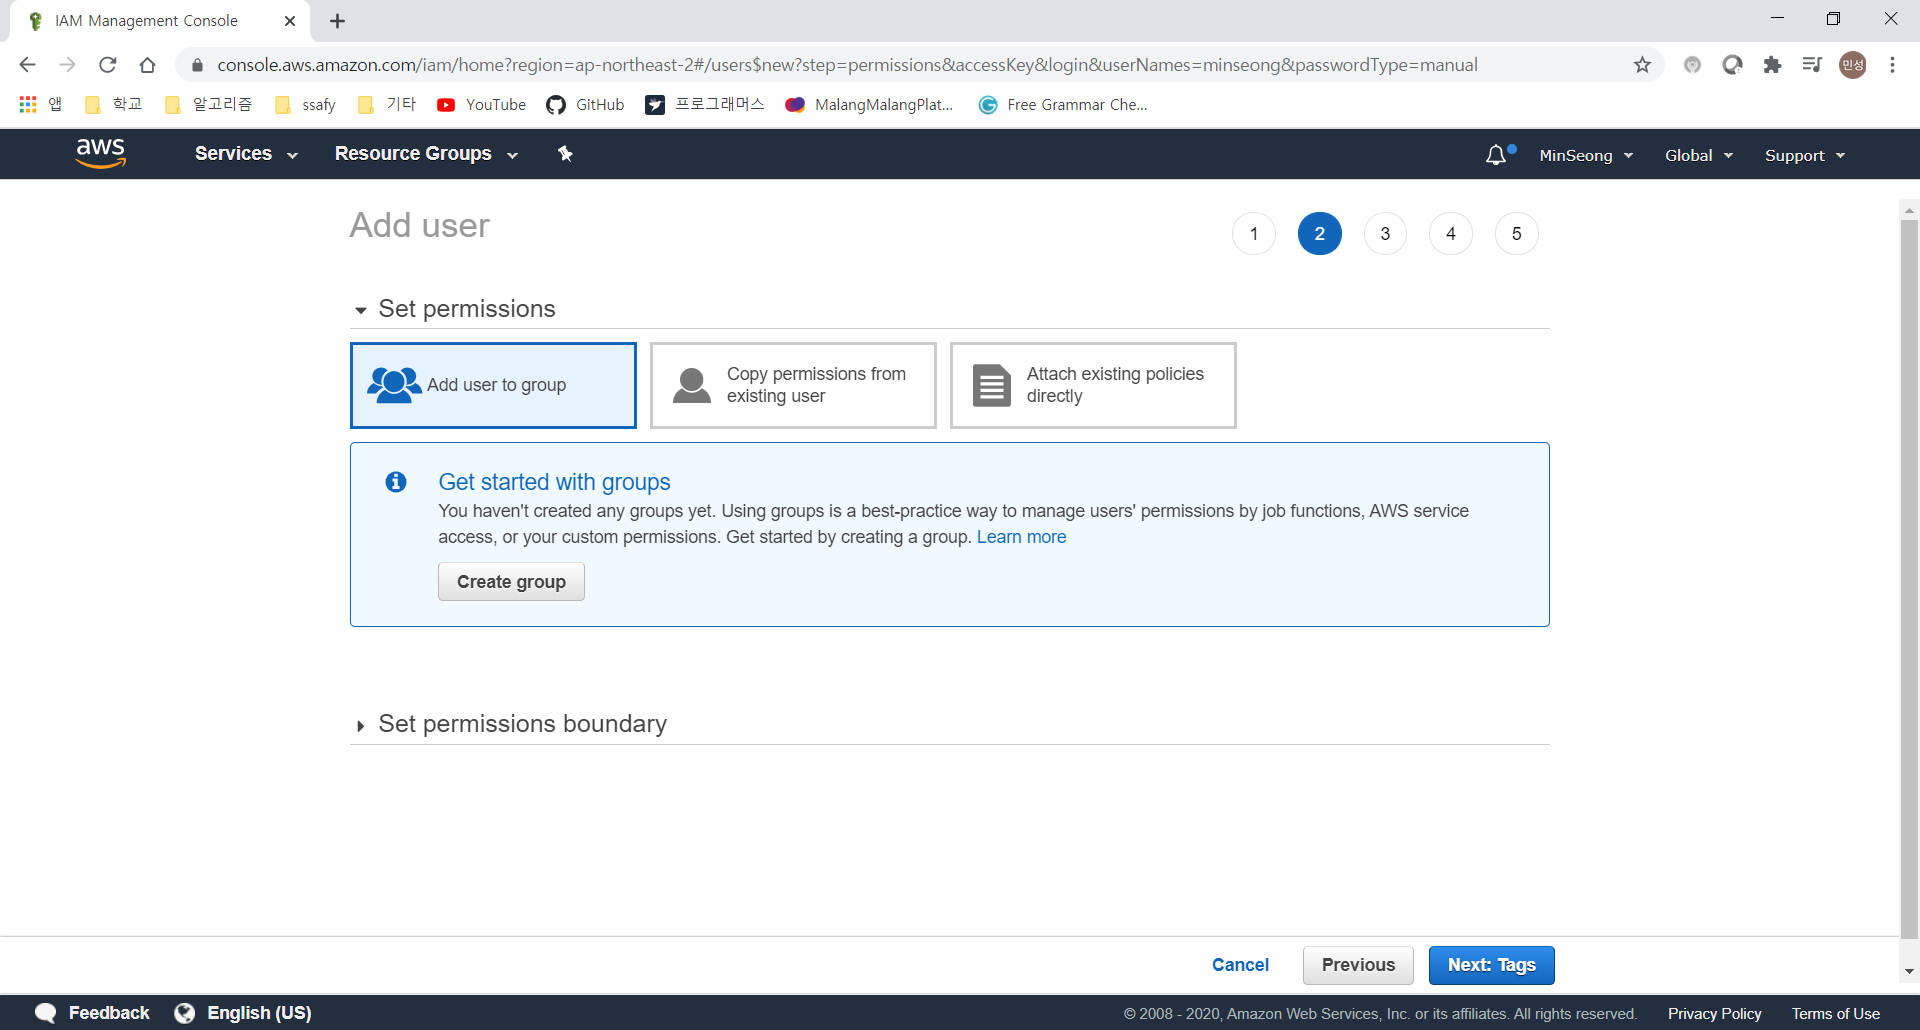 IAM Management Console
console.aws.amazon.com/iam/home?region=ap-northeast-2#/users$new?step=permissions&accessKey&login&userNames=minseong&passwordType=manual
민성
앱 학교 알고리즘 ssafy 기타 YouTube GitHub 프로그래머스 MalangMalangPlat... Free Grammar Che...
aws Services Resource Groups MinSeong Global Support
Add user
1 2 3 4 5
Set permissions
Add user to group
Copy permissions from
existing user
Attach existing policies
directly
Get started with groups
You haven't created any groups yet. Using groups is a best-practice way to manage users' permissions by job functions, AWS service
access, or your custom permissions. Get started by creating a group. Learn more
Create group
Set permissions boundary
Cancel Previous Next: Tags
Feedback English (US) © 2008 - 2020, Amazon Web Services, Inc. or its affiliates. All rights reserved. Privacy Policy Terms of Use